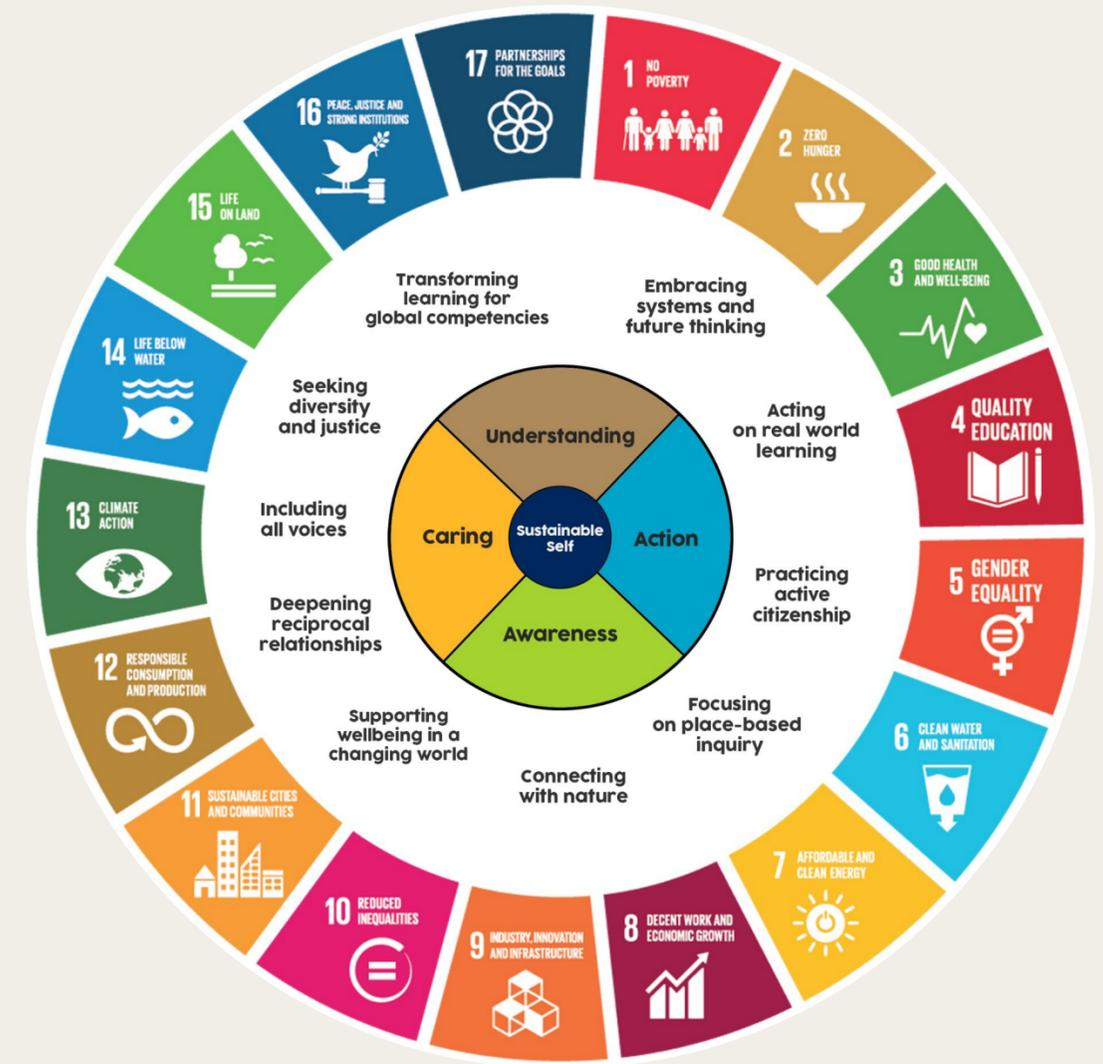 17 PARTNERSHIPS
FOR THE GOALS
1 NO
POVERTY
2 ZERO
HUNGER
3 GOOD HEALTH
AND WELL-BEING
4 QUALITY
EDUCATION
5 GENDER
EQUALITY
6 CLEAN WATER
AND SANITATION
7 AFFORDABLE AND
CLEAN ENERGY
8 DECENT WORK AND
ECONOMIC GROWTH
9 INDUSTRY, INNOVATION
AND INFRASTRUCTURE
10 REDUCED
INEQUALITIES
11 SUSTAINABLE CITIES
AND COMMUNITIES
12 RESPONSIBLE
CONSUMPTION
AND PRODUCTION
13 CLIMATE
ACTION
14 LIFE BELOW
WATER
15 LIFE
ON LAND
16 PEACE, JUSTICE AND
STRONG INSTITUTIONS
Transforming
learning for
global competencies
Embracing
systems and
future thinking
Acting
on real world
learning
Practicing
active
citizenship
Focusing
on place-based
inquiry
Connecting
with nature
Supporting
wellbeing in a
changing world
Deepening
reciprocal
relationships
Including
all voices
Seeking
diversity
and justice
Understanding
Caring
Sustainable
Self
Action
Awareness